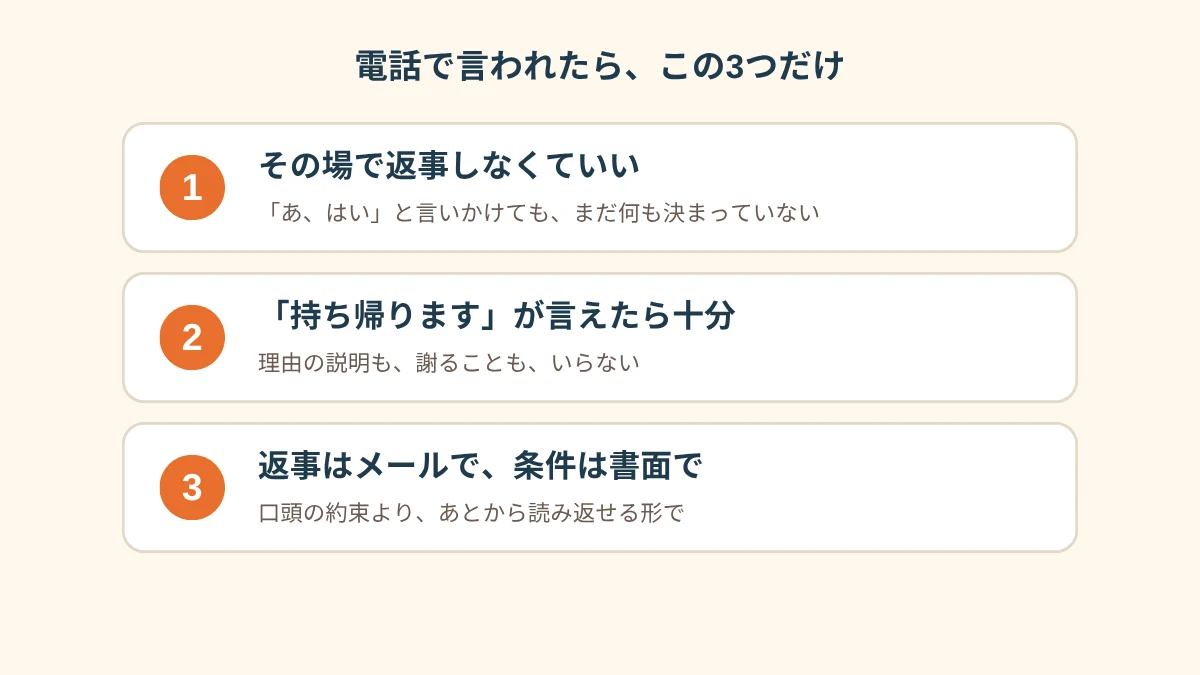 電話で言われたら、この3つだけ
1
その場で返事しなくていい
「あ、はい」と言いかけても、まだ何も決まっていない
2
「持ち帰ります」が言えたら十分
理由の説明も、謝ることも、いらない
3
返事はメールで、条件は書面で
口頭の約束より、あとから読み返せる形で